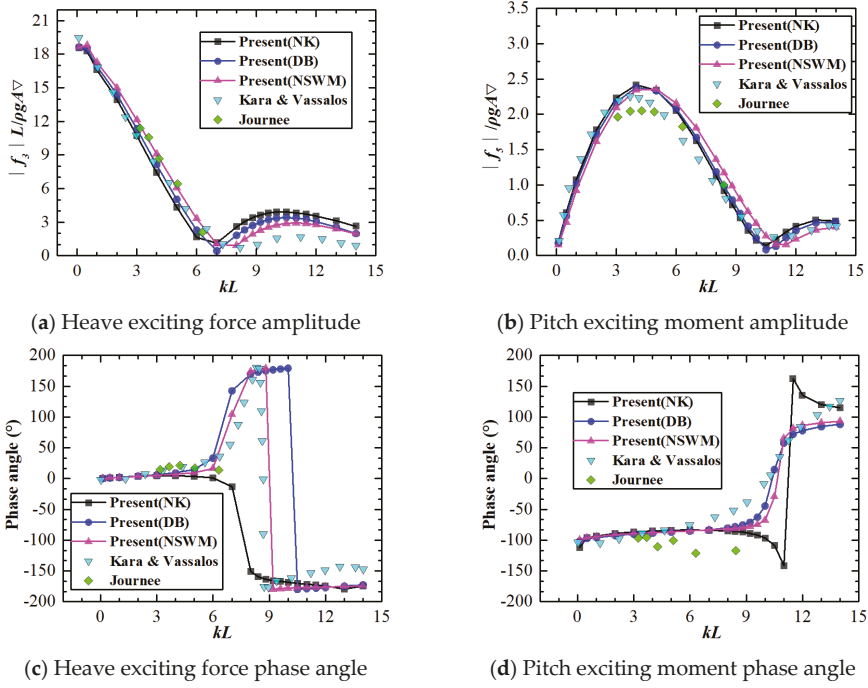 21
18
15
12
9
6
3
0
| f3 | L/ρgA∇
0 3 6 9 12 15
kL
Present(NK)
Present(DB)
Present(NSWM)
Kara & Vassalos
Journee
(a) Heave exciting force amplitude
3.5
3.0
2.5
2.0
1.5
1.0
0.5
0.0
| f5 | /ρgA∇
0 3 6 9 12 15
kL
Present(NK)
Present(DB)
Present(NSWM)
Kara & Vassalos
Journee
(b) Pitch exciting moment amplitude
200
150
100
50
0
-50
-100
-150
-200
Phase angle (°)
0 3 6 9 12 15
kL
Present(NK)
Present(DB)
Present(NSWM)
Kara & Vassalos
Journee
(c) Heave exciting force phase angle
200
150
100
50
0
-50
-100
-150
-200
Phase angle (°)
0 3 6 9 12 15
kL
Present(NK)
Present(DB)
Present(NSWM)
Kara & Vassalos
Journee
(d) Pitch exciting moment phase angle